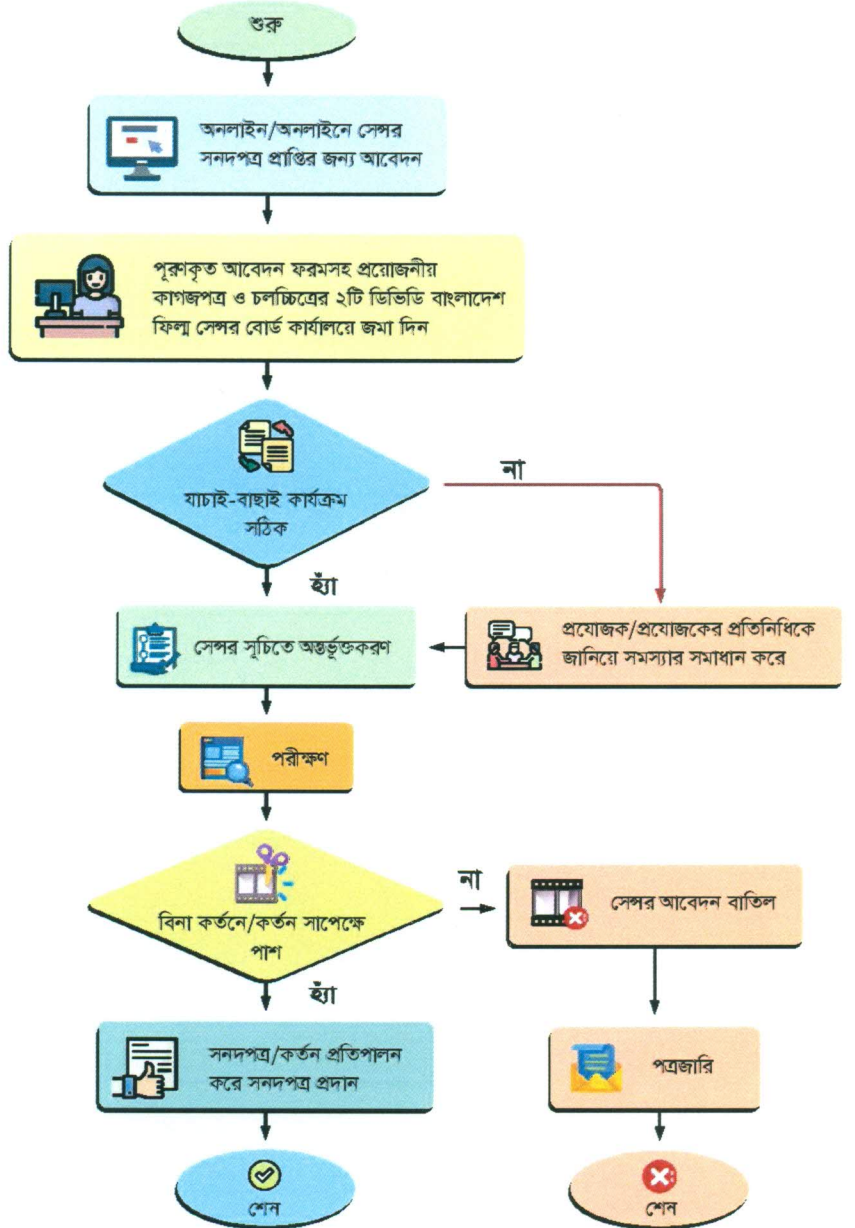 শুরু
অনলাইন/অনলাইনে সেন্সর
সনদপত্র প্রাপ্তির জন্য আবেদন
পূরণকৃত আবেদন ফরমসহ প্রয়োজনীয়
কাগজপত্র ও চলচ্চিত্রের ২টি ডিভিডি বাংলাদেশ
ফিল্ম সেন্সর বোর্ড কার্যালয়ে জমা দিন
যাচাই-বাছাই কার্যক্রম
সঠিক
না
হ্যাঁ
সেন্সর সূচিতে অন্তর্ভূক্তকরণ
প্রযোজক/প্রযোজকের প্রতিনিধিকে
জানিয়ে সমস্যার সমাধান করে
পরীক্ষণ
বিনা কর্তনে/কর্তন সাপেক্ষে
পাশ
না
সেন্সর আবেদন বাতিল
হ্যাঁ
সনদপত্র/কর্তন প্রতিপালন
করে সনদপত্র প্রদান
পত্রজারি
শেন
শেন